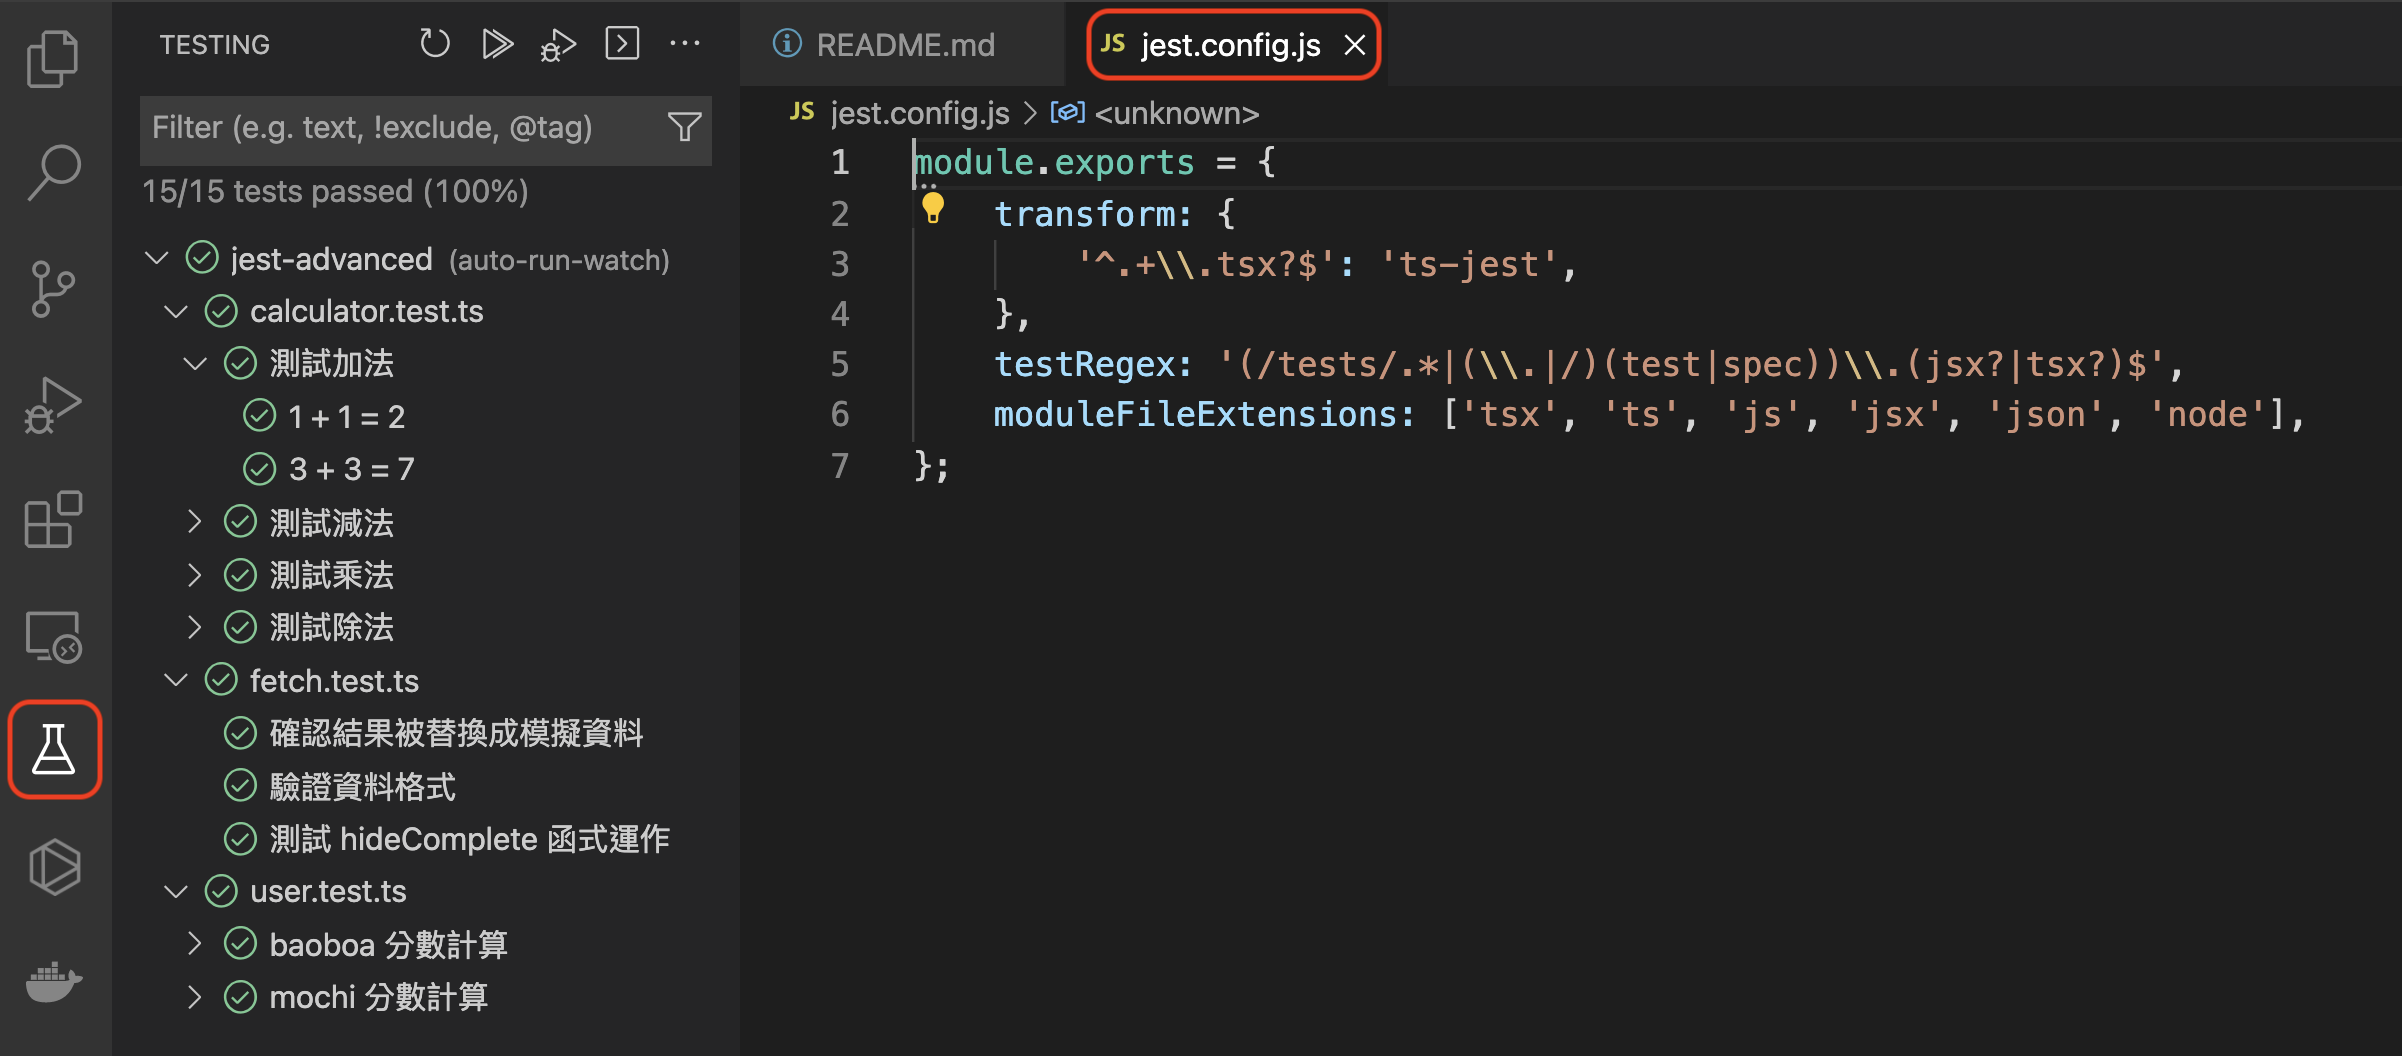 TESTING
Filter (e.g. text, !exclude, @tag)
15/15 tests passed (100%)
jest-advanced (auto-run-watch)
calculator.test.ts
測試加法
1 + 1 = 2
3 + 3 = 7
測試減法
測試乘法
測試除法
fetch.test.ts
確認結果被替換成模擬資料
驗證資料格式
測試 hideComplete 函式運作
user.test.ts
baoboa 分數計算
mochi 分數計算
README.md
JS jest.config.js
JS jest.config.js > <unknown>
1 module.exports = {
2 transform: {
3 '^.+\\.tsx?$': 'ts-jest',
4 },
5 testRegex: '(/tests/.*|(\\.|/)(test|spec))\\.(jsx?|tsx?)$',
6 moduleFileExtensions: ['tsx', 'ts', 'js', 'jsx', 'json', 'node'],
7 };